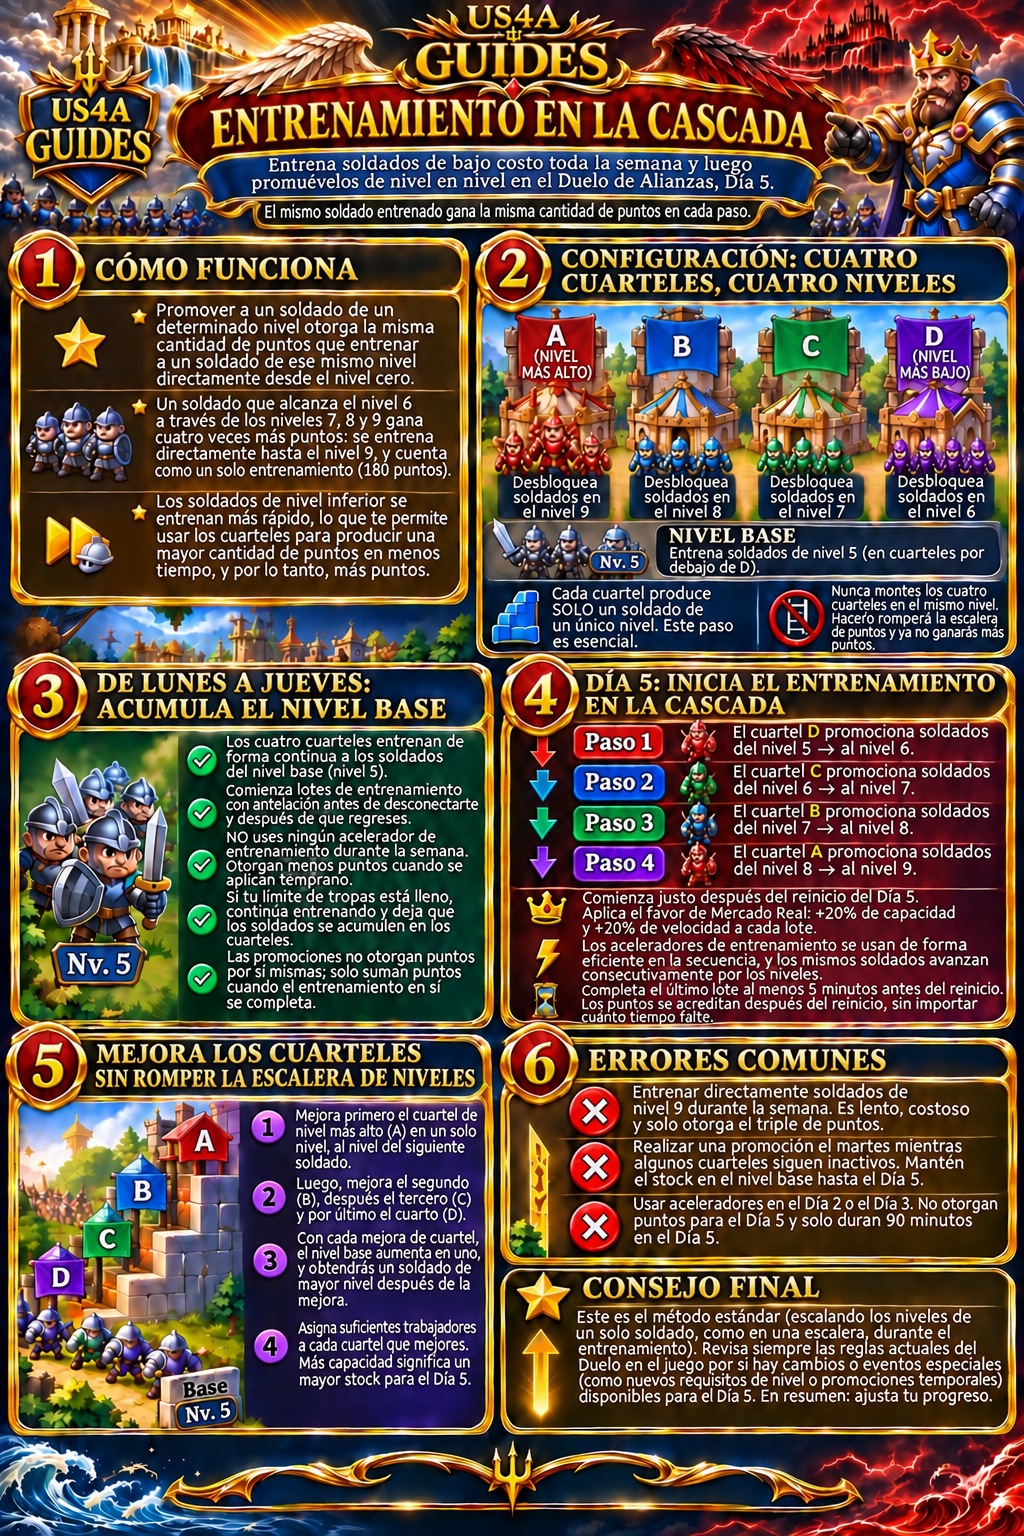 US4A
GUIDES
US4A
GUIDES
ENTRENAMIENTO EN LA CASCADA
Entrena soldados de bajo costo toda la semana y luego
promuévelos de nivel en nivel en el Duelo de Alianzas, Día 5.
El mismo soldado entrenado gana la misma cantidad de puntos en cada paso.
1
CÓMO FUNCIONA
Promover a un soldado de un
determinado nivel otorga la misma
cantidad de puntos que entrenar
a un soldado de ese mismo nivel
directamente desde el nivel cero.
Un soldado que alcanza el nivel 6
a través de los niveles 7, 8 y 9 gana
cuatro veces más puntos: se entrena
directamente hasta el nivel 9, y cuenta
como un solo entrenamiento (180 puntos).
Los soldados de nivel inferior se
entrenan más rápido, lo que te permite
usar los cuarteles para producir una
mayor cantidad de puntos en menos
tiempo, y por lo tanto, más puntos.
2
CONFIGURACIÓN: CUATRO
CUARTELES, CUATRO NIVELES
A
(NIVEL
MÁS ALTO)
B
C
D
(NIVEL
MÁS BAJO)
Desbloquea
soldados en
el nivel 9
Desbloquea
soldados en
el nivel 8
Desbloquea
soldados en
el nivel 7
Desbloquea
soldados en
el nivel 6
Nv. 5
NIVEL BASE
Entrena soldados de nivel 5 (en cuarteles por
debajo de D).
Cada cuartel produce
SOLO un soldado de
un único nivel. Este paso
es esencial.
Nunca montes los cuatro
cuarteles en el mismo nivel.
Hacerlo romperá la escalera
de puntos y ya no ganarás más
puntos.
3
DE LUNES A JUEVES:
ACUMULA EL NIVEL BASE
Los cuatro cuarteles entrenan de
forma continua a los soldados
del nivel base (nivel 5).
Comienza lotes de entrenamiento
con antelación antes de desconectarte
y después de que regreses.
NO uses ningún acelerador de
entrenamiento durante la semana.
Otorgan menos puntos cuando se
aplican temprano.
Si tu límite de tropas está lleno,
continúa entrenando y deja que
los soldados se acumulen en los
cuarteles.
Las promociones no otorgan puntos
por sí mismas; solo suman puntos
cuando el entrenamiento en sí
se completa.
Nv. 5
4
DÍA 5: INICIA EL ENTRENAMIENTO
EN LA CASCADA
Paso 1
El cuartel D promociona soldados
del nivel 5 → al nivel 6.
Paso 2
El cuartel C promociona soldados
del nivel 6 → al nivel 7.
Paso 3
El cuartel B promociona soldados
del nivel 7 → al nivel 8.
Paso 4
El cuartel A promociona soldados
del nivel 8 → al nivel 9.
Comienza justo después del reinicio del Día 5.
Aplica el favor de Mercado Real: +20% de capacidad
y +20% de velocidad a cada lote.
Los aceleradores de entrenamiento se usan de forma
eficiente en la secuencia, y los mismos soldados avanzan
consecutivamente por los niveles.
Completa el último lote al menos 5 minutos antes del reinicio.
Los puntos se acreditan después del reinicio, sin importar
cuánto tiempo falte.
5
MEJORA LOS CUARTELES
SIN ROMPER LA ESCALERA DE NIVELES
A
B
C
D
Base
Nv. 5
1
Mejora primero el cuartel de
nivel más alto (A) en un solo
nivel, al nivel del siguiente
soldado.
2
Luego, mejora el segundo
(B), después el tercero (C)
y por último el cuarto (D).
3
Con cada mejora de cuartel,
el nivel base aumenta en uno,
y obtendrás un soldado de
mayor nivel después de la
mejora.
4
Asigna suficientes trabajadores
a cada cuartel que mejores.
Más capacidad significa un
mayor stock para el Día 5.
6
ERRORES COMUNES
Entrenar directamente soldados de
nivel 9 durante la semana. Es lento, costoso
y solo otorga el triple de puntos.
Realizar una promoción el martes mientras
algunos cuarteles siguen inactivos. Mantén
el stock en el nivel base hasta el Día 5.
Usar aceleradores en el Día 2 o el Día 3. No otorgan
puntos para el Día 5 y solo duran 90 minutos
en el Día 5.
CONSEJO FINAL
Este es el método estándar (escalando los niveles de
un solo soldado, como en una escalera, durante el
entrenamiento). Revisa siempre las reglas actuales del
Duelo en el juego por si hay cambios o eventos especiales
(como nuevos requisitos de nivel o promociones temporales)
disponibles para el Día 5. En resumen: ajusta tu progreso.